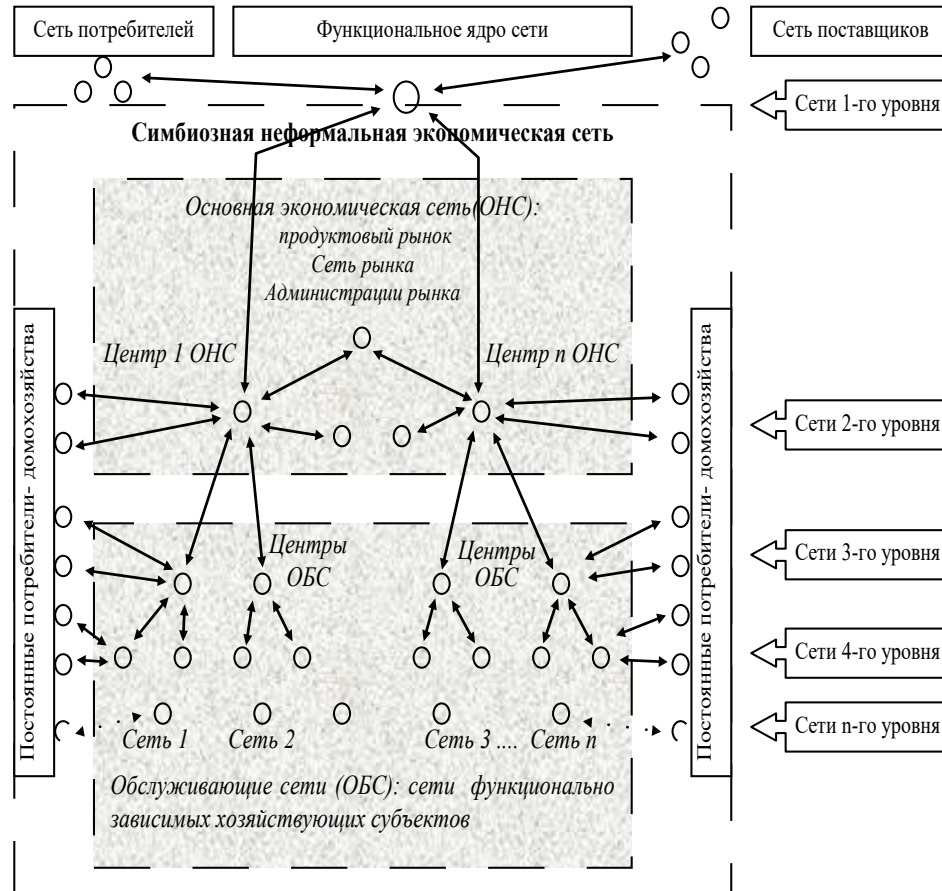 Сеть потребителей
Функциональное ядро сети
Сеть поставщиков
Сети 1-го уровня
Симбиозная неформальная экономическая сеть
Основная экономическая сеть(ОНС):
продуктовый рынок
Сеть рынка
Администрации рынка
Центр 1 ОНС
Центр n ОНС
Постоянные потребители- домохозяйства
Постоянные потребители- домохозяйства
Сети 2-го уровня
Центры
ОБС
Центры
ОБС
Сети 3-го уровня
Сети 4-го уровня
Сети n-го уровня
Сеть 1
Сеть 2
Сеть 3 ....
Сеть n
Обслуживающие сети (ОБС): сети функционально
зависимых хозяйствующих субъектов